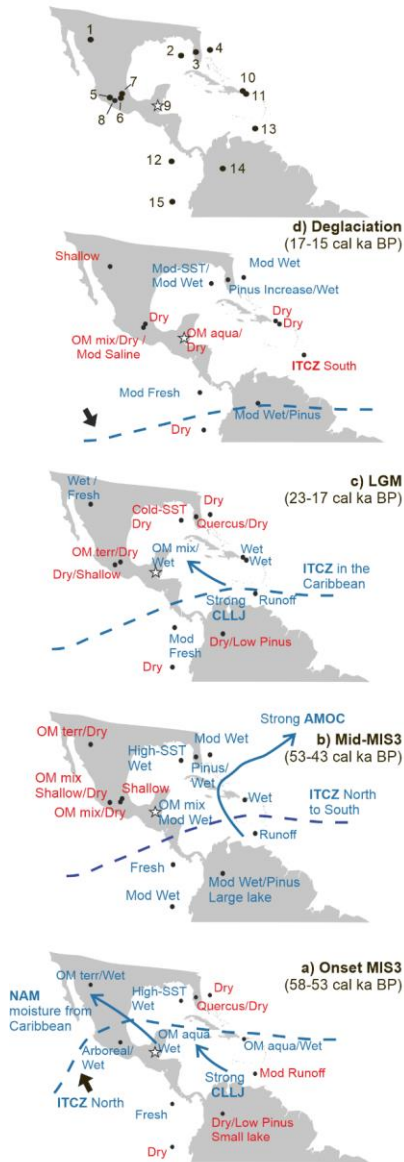 1
2
3
4
5
6
7
8
9
10
11
12
13
14
15
d) Deglaciation
(17-15 cal ka BP)
Shallow
Mod-SST/
Mod Wet
Mod Wet
Pinus Increase/Wet
Dry
OM mix/Dry /
Mod Saline
OM aqua/
Dry
Dry
Dry
ITCZ South
Mod Fresh
Mod Wet/Pinus
Dry
c) LGM
(23-17 cal ka BP)
Wet /
Fresh
Cold-SST
Dry
Dry
Quercus/Dry
OM terr/Dry
Dry/Shallow
OM mix/
Wet
Wet
Wet
ITCZ in the
Caribbean
Strong
CLLJ
Runoff
Mod
Fresh
Dry/Low Pinus
Dry
Strong AMOC
b) Mid-MIS3
(53-43 cal ka BP)
OM terr/Dry
High-SST
Wet
Mod Wet
Pinus/
Wet
OM mix
Shallow/Dry
OM mix/Dry
Shallow
OM mix
Mod Wet
Wet
ITCZ North
to South
Runoff
Fresh
Mod Wet
Mod Wet/Pinus
Large lake
a) Onset MIS3
(58-53 cal ka BP)
OM terr/Wet
NAM
moisture from
Caribbean
High-SST
Wet
Dry
Quercus/Dry
OM aqua
Wet
OM aqua/Wet
Arboreal/
Wet
ITCZ North
Strong
CLLJ
Mod Runoff
Fresh
Dry/Low Pinus
Small lake
Dry